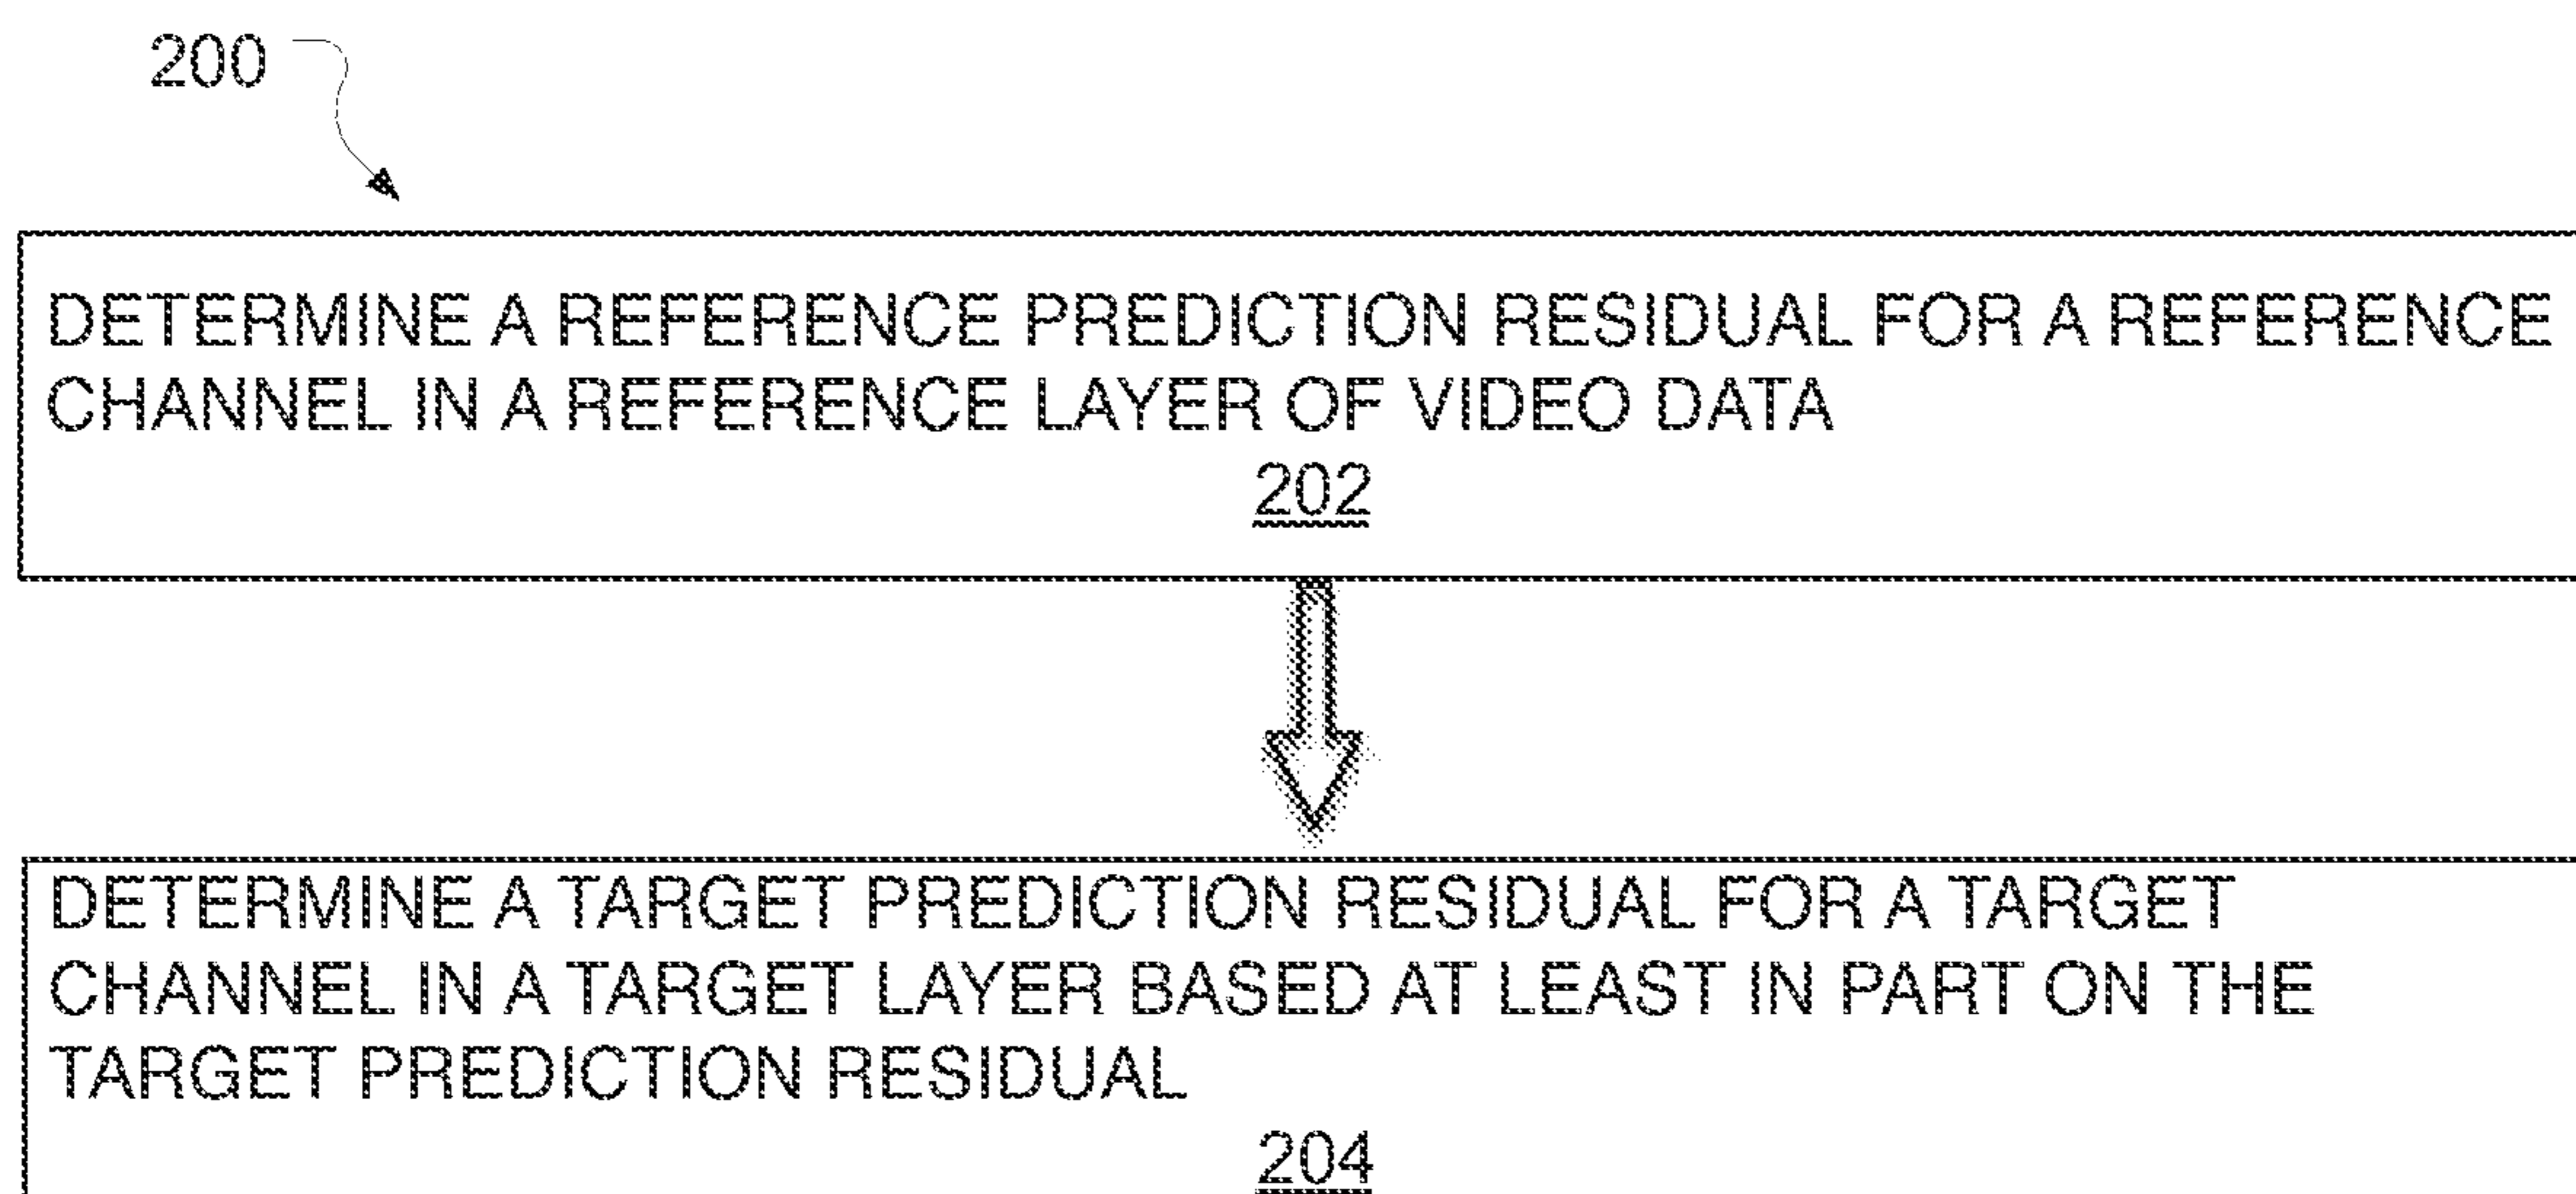 200
DETERMINE A REFERENCE PREDICTION RESIDUAL FOR A REFERENCE
CHANNEL IN A REFERENCE LAYER OF VIDEO DATA
202
DETERMINE A TARGET PREDICTION RESIDUAL FOR A TARGET
CHANNEL IN A TARGET LAYER BASED AT LEAST IN PART ON THE
TARGET PREDICTION RESIDUAL
204